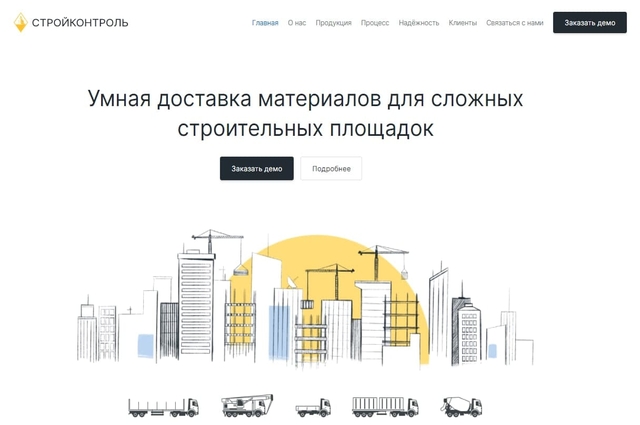 СТРОЙКОНТРОЛЬ
Главная О нас Продукция Процесс Надёжность Клиенты Связаться с нами Заказать демо
Умная доставка материалов для сложных
строительных площадок
Заказать демо Подробнее